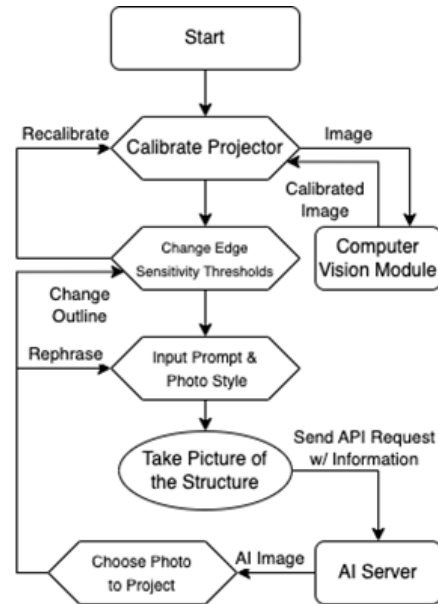 Start
Recalibrate
Calibrate Projector
Image
Calibrated
Image
Computer
Vision Module
Change Edge
Sensitivity Thresholds
Change
Outline
Rephrase
Input Prompt &
Photo Style
Take Picture of
the Structure
Send API Request
w/ Information
Choose Photo
to Project
AI Image
AI Server